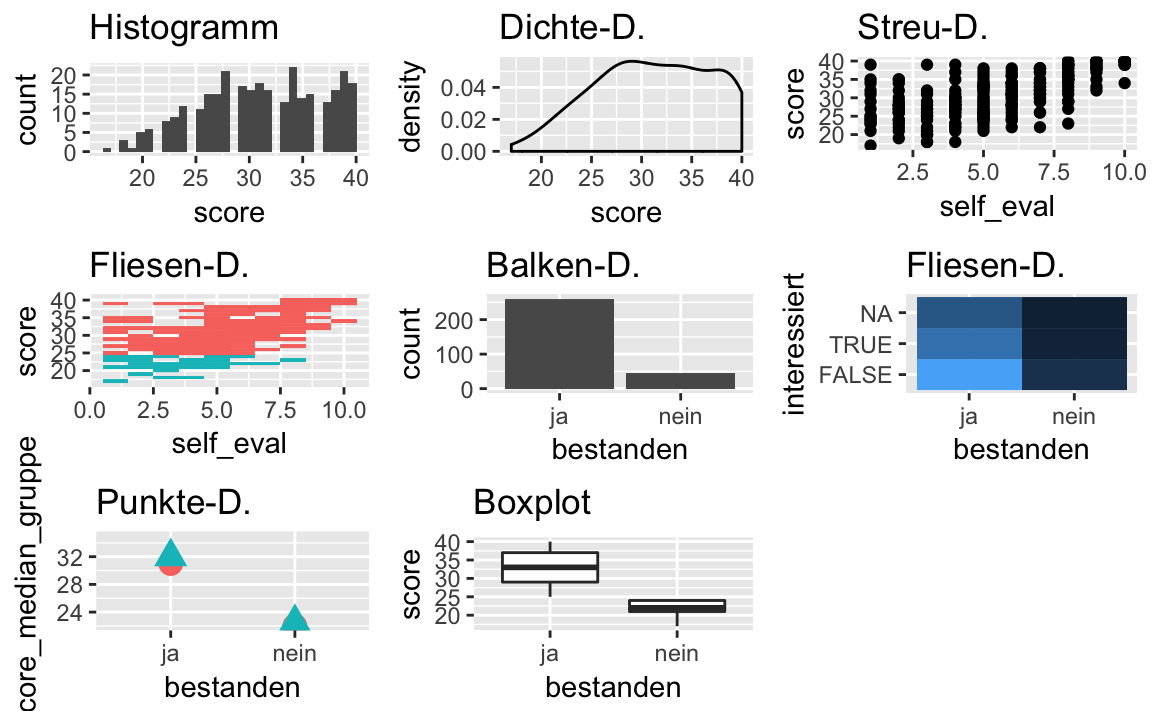 Histogramm
count
20
15
10
5
0
20 25 30 35 40
score
Dichte-D.
density
0.04
0.02
0.00
20 25 30 35 40
score
Streu-D.
score
40
35
30
25
20
2.5 5.0 7.5 10.0
self_eval
Fliesen-D.
score
40
35
30
25
20
0.0 2.5 5.0 7.5 10.0
self_eval
Balken-D.
count
200
100
0
ja nein
bestanden
Fliesen-D.
interessiert
NA
TRUE
FALSE
ja nein
bestanden
Punkte-D.
core_median_gruppe
32
28
24
ja nein
bestanden
Boxplot
score
40
35
30
25
20
ja nein
bestanden